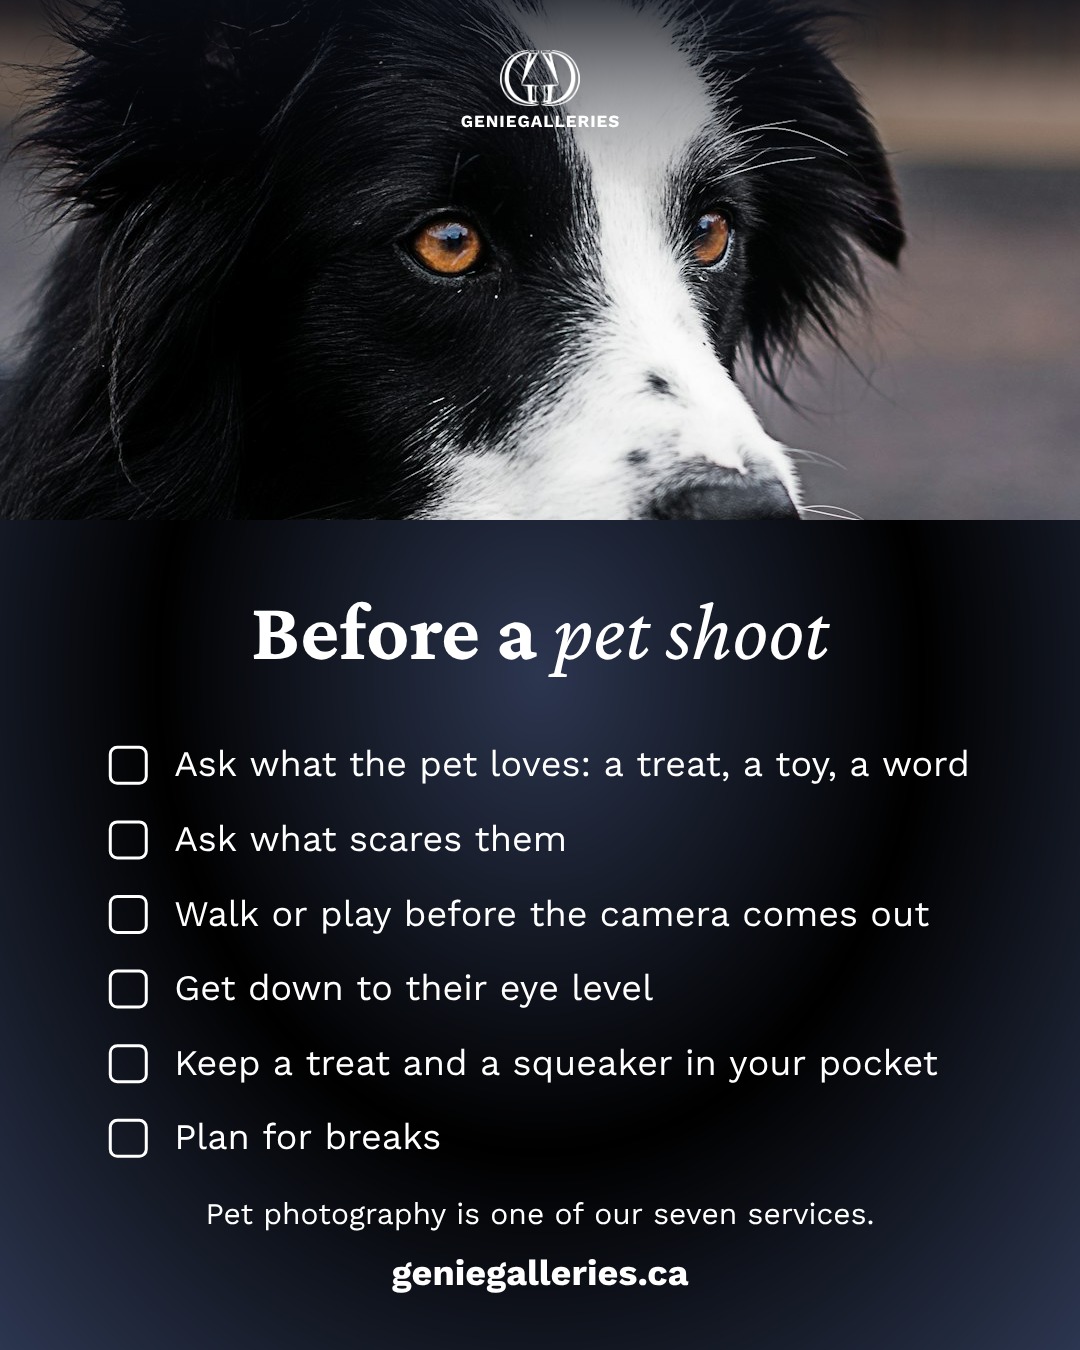 GENIEGALLERIES
Before a pet shoot
Ask what the pet loves: a treat, a toy, a word
Ask what scares them
Walk or play before the camera comes out
Get down to their eye level
Keep a treat and a squeaker in your pocket
Plan for breaks
Pet photography is one of our seven services.
geniegalleries.ca